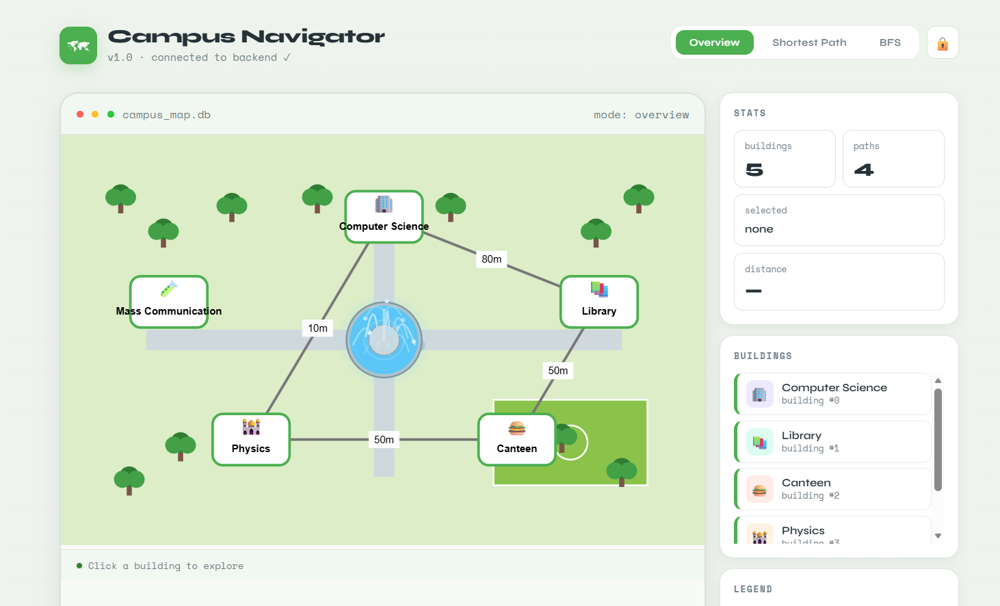 Campus Navigator
v1.0 · connected to backend ✓
Overview
Shortest Path
BFS
campus_map.db
mode: overview
Computer Science
80m
Mass Communication
Library
10m
50m
Physics
50m
Canteen
Click a building to explore
STATS
buildings
5
paths
4
selected
none
distance
—
BUILDINGS
Computer Science
building #0
Library
building #1
Canteen
building #2
Physics
building #3
LEGEND